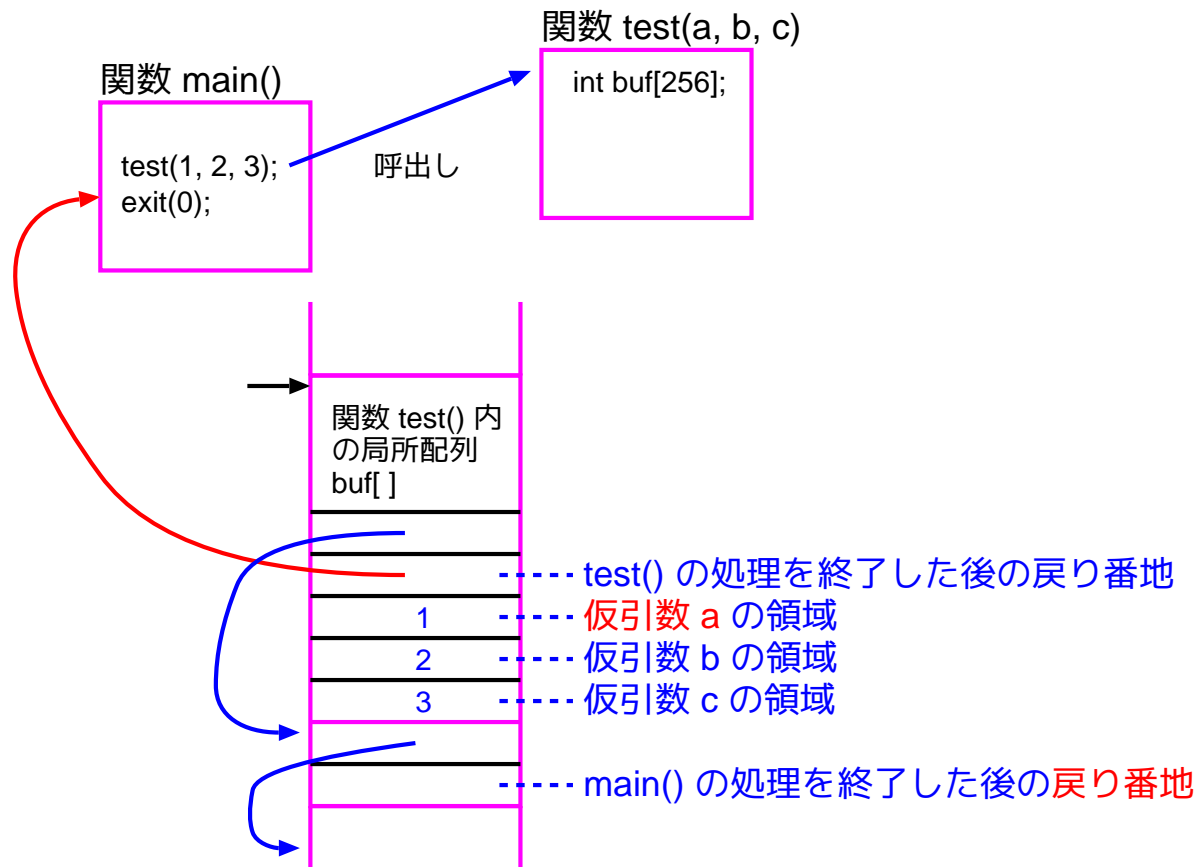 関数 test(a, b, c)
int buf[256];
関数 main()
test(1, 2, 3);
exit(0);
呼出し
関数 test() 内
の局所配列
buf[ ]
test() の処理を終了した後の戻り番地
1
仮引数 a の領域
2
仮引数 b の領域
3
仮引数 c の領域
main() の処理を終了した後の戻り番地